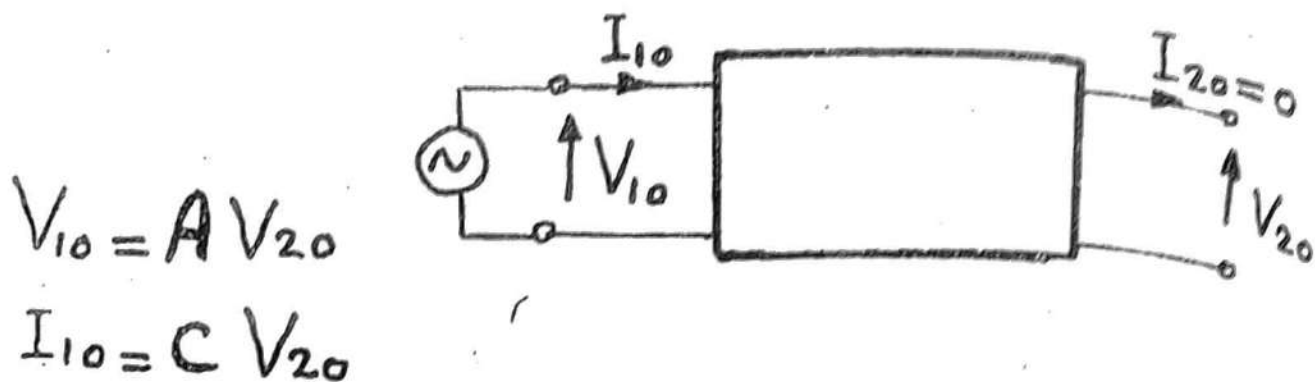 I₁₀
I₂₀=0
V₁₀
V₂₀
V₁₀ = A V₂₀
I₁₀ = C V₂₀